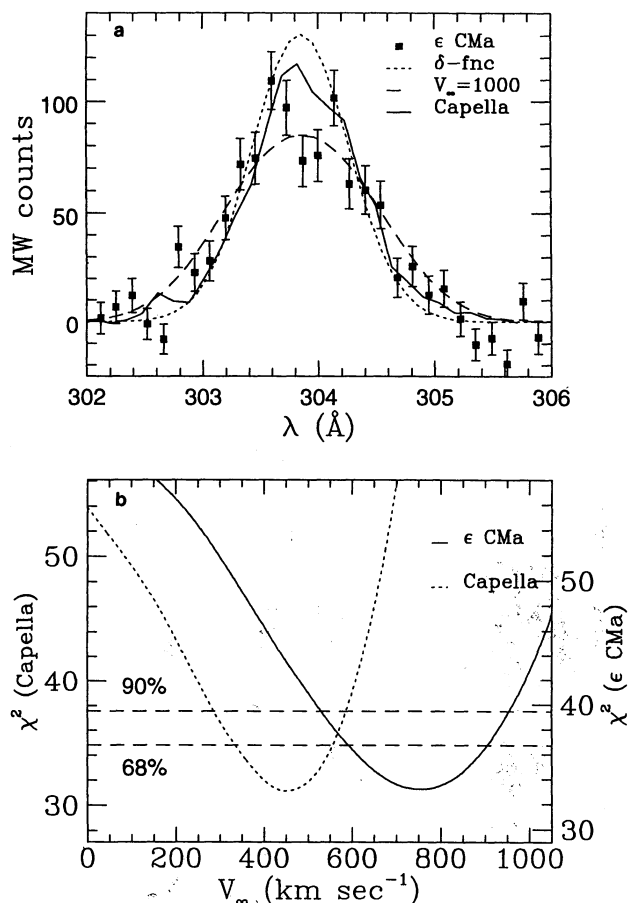 a
ε CMa
δ-fnc
V∞=1000
Capella
MW counts
100
50
0
302
303
304
305
306
λ (Å)
b
ε CMa
Capella
χ² (Capella)
50
40
30
90%
68%
χ² (ε CMa)
50
40
30
0
200
400
600
800
1000
V∞ (km sec⁻¹)